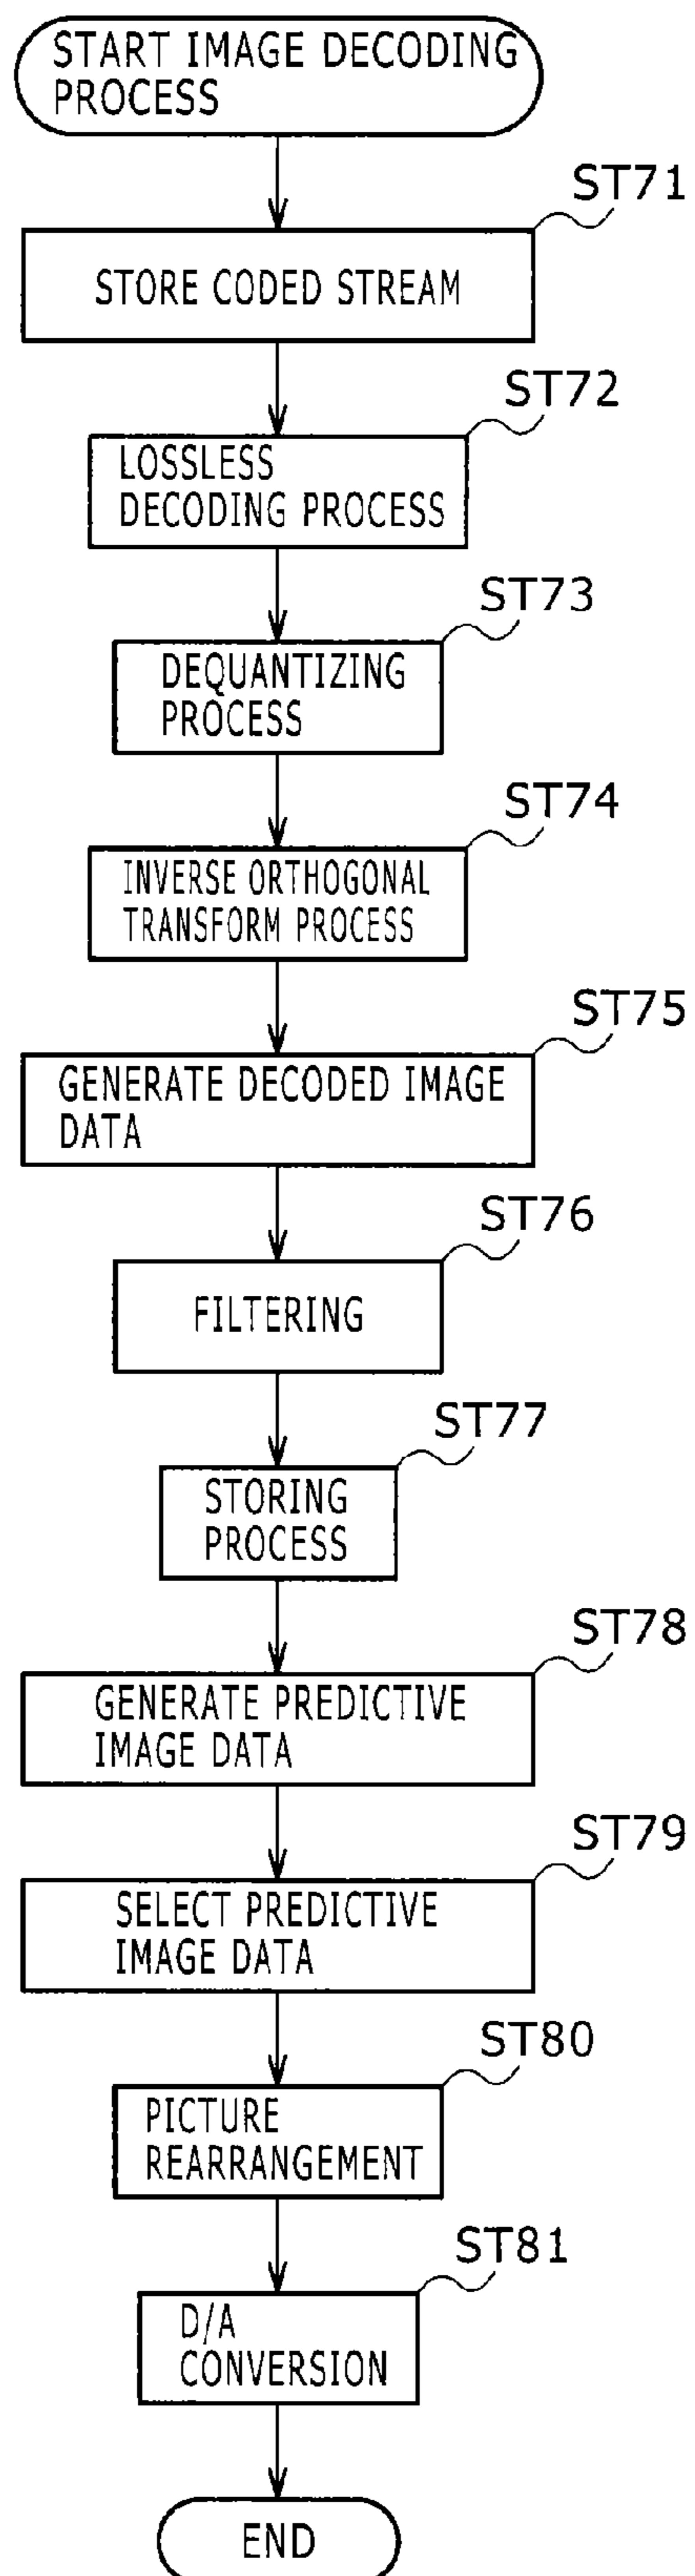 START IMAGE DECODING
PROCESS
ST71
STORE CODED STREAM
ST72
LOSSLESS
DECODING PROCESS
ST73
DEQUANTIZING
PROCESS
ST74
INVERSE ORTHOGONAL
TRANSFORM PROCESS
ST75
GENERATE DECODED IMAGE
DATA
ST76
FILTERING
ST77
STORING
PROCESS
ST78
GENERATE PREDICTIVE
IMAGE DATA
ST79
SELECT PREDICTIVE
IMAGE DATA
ST80
PICTURE
REARRANGEMENT
ST81
D/A
CONVERSION
END